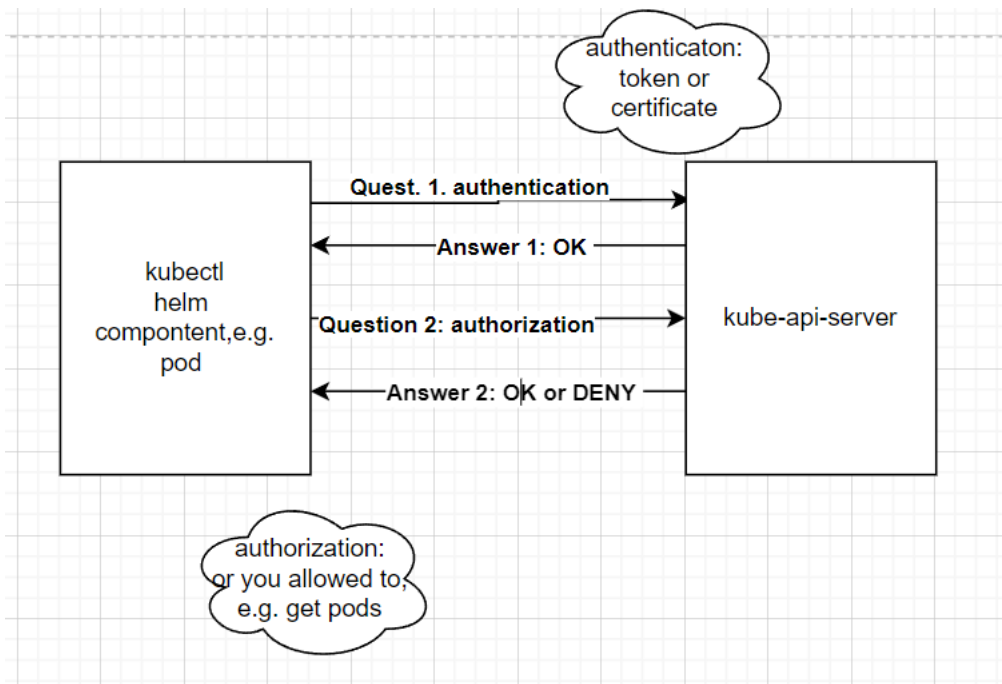 authenticaton:
token or
certificate
Quest. 1. authentication
Answer 1: OK
kubectl
helm
compontent,e.g.
pod
Question 2: authorization
kube-api-server
Answer 2: OK or DENY
authorization:
or you allowed to,
e.g. get pods